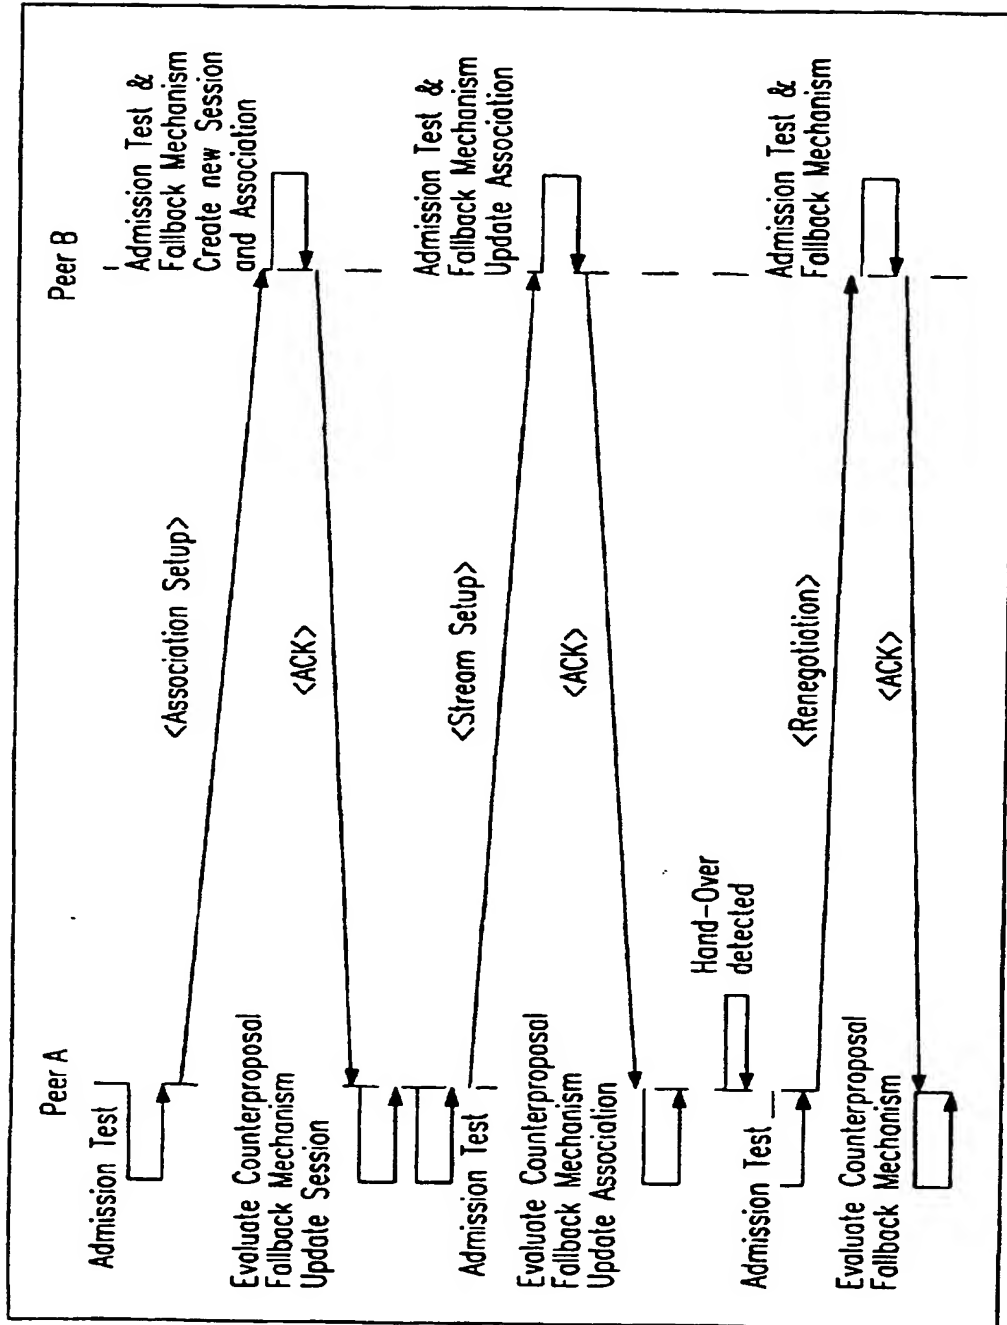 Peer A
Peer B
Admission Test
<Association Setup>
Admission Test &
Fallback Mechanism
Create new Session
and Association
<ACK>
Evaluate Counterproposal
Fallback Mechanism
Update Session
Admission Test
<Stream Setup>
Admission Test &
Fallback Mechanism
Update Association
<ACK>
Evaluate Counterproposal
Fallback Mechanism
Update Association
Hand-Over
detected
Admission Test
<Renegotiation>
Admission Test &
Fallback Mechanism
<ACK>
Evaluate Counterproposal
Fallback Mechanism